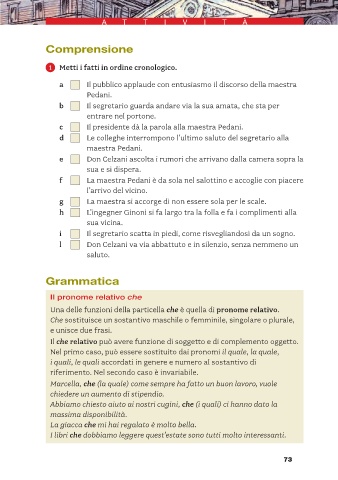 ATTIVITÀ
Comprensione
1 Metti i fatti in ordine cronologico.
a Il pubblico applaude con entusiasmo il discorso della maestra
Pedani.
b Il segretario guarda andare via la sua amata, che sta per
entrare nel portone.
c Il presidente dà la parola alla maestra Pedani.
d Le colleghe interrompono l'ultimo saluto del segretario alla
maestra Pedani.
e Don Celzani ascolta i rumori che arrivano dalla camera sopra la
sua e si dispera.
f La maestra Pedani è da sola nel salottino e accoglie con piacere
l'arrivo del vicino.
g La maestra si accorge di non essere sola per le scale.
h L'ingegner Ginoni si fa largo tra la folla e fa i complimenti alla
sua vicina.
i Il segretario scatta in piedi, come risvegliandosi da un sogno.
l Don Celzani va via abbattuto e in silenzio, senza nemmeno un
saluto.
Grammatica
Il pronome relativo che
Una delle funzioni della particella che è quella di pronome relativo.
Che sostituisce un sostantivo maschile o femminile, singolare o plurale,
e unisce due frasi.
Il che relativo può avere funzione di soggetto e di complemento oggetto.
Nel primo caso, può essere sostituito dai pronomi il quale, la quale,
i quali, le quali accordati in genere e numero al sostantivo di
riferimento. Nel secondo caso è invariabile.
Marcella, che (la quale) come sempre ha fatto un buon lavoro, vuole
chiedere un aumento di stipendio.
Abbiamo chiesto aiuto ai nostri cugini, che (i quali) ci hanno dato la
massima disponibilità.
La giacca che mi hai regalato è molto bella.
I libri che dobbiamo leggere quest'estate sono tutti molto interessanti.
73